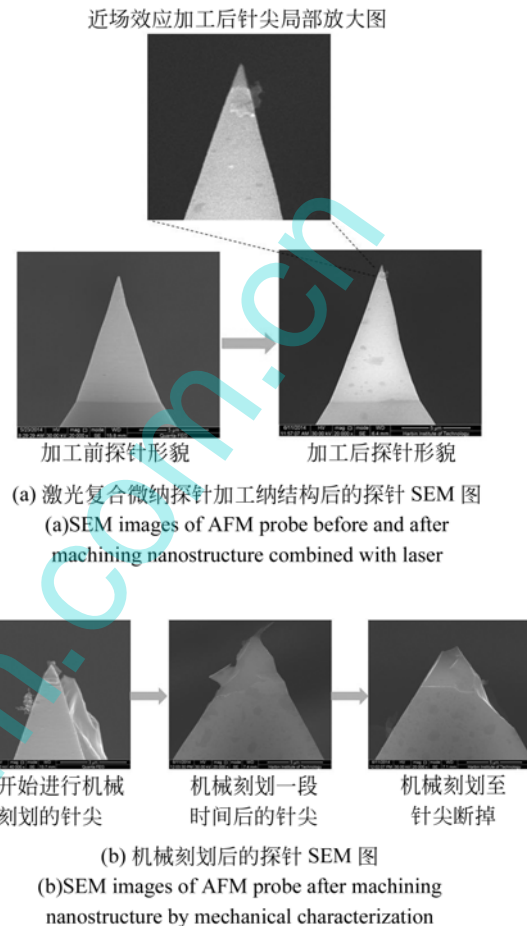 近场效应加工后针尖局部放大图
加工前探针形貌
加工后探针形貌
(a) 激光复合微纳探针加工纳结构后的探针 SEM 图
(a)SEM images of AFM probe before and after
machining nanostructure combined with laser
开始进行机械
刻划的针尖
机械刻划一段
时间后的针尖
机械刻划至
针尖断掉
(b) 机械刻划后的探针 SEM 图
(b)SEM images of AFM probe after machining
nanostructure by mechanical characterization
.com.cn